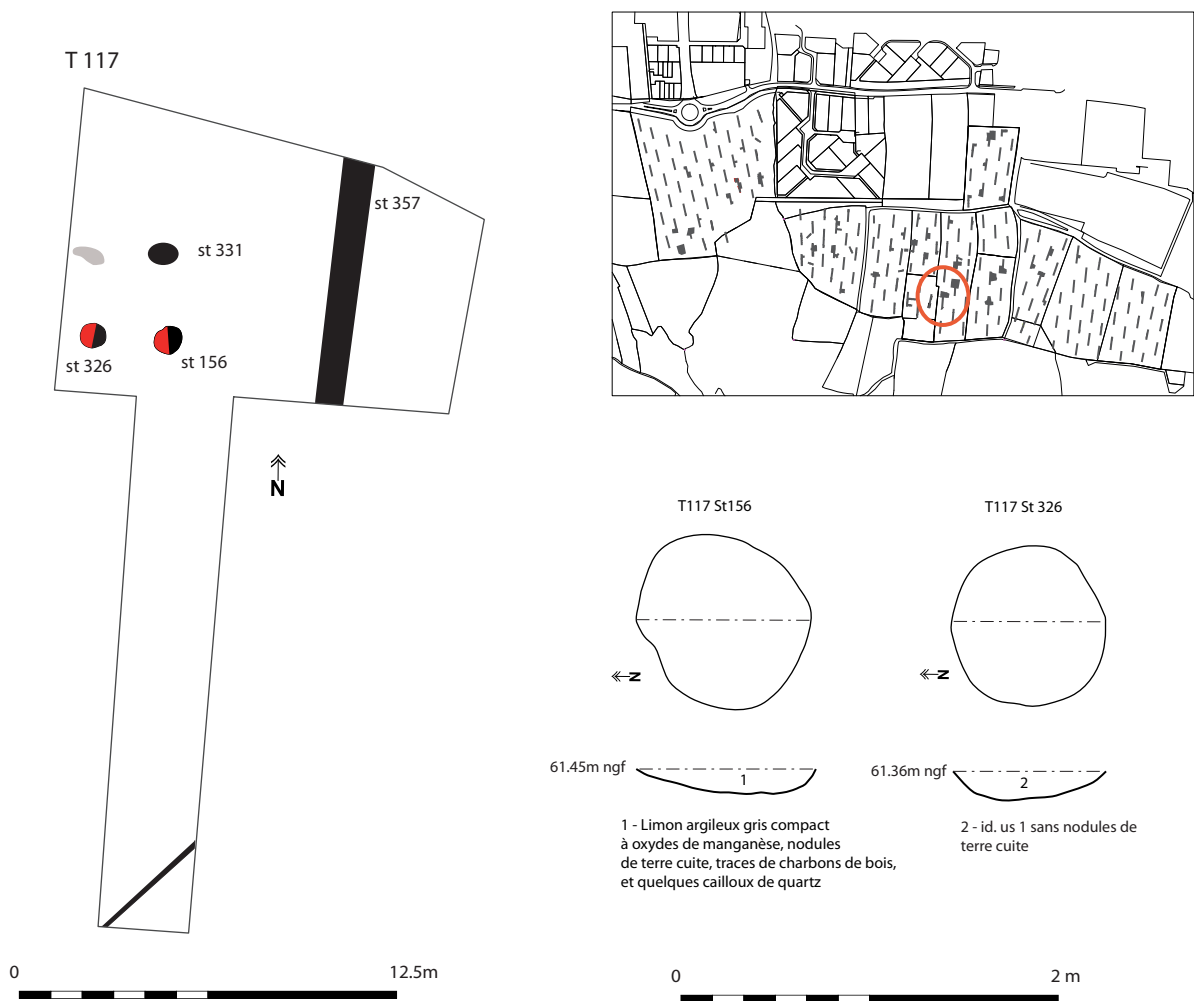 T 117
st 357
st 331
st 326
st 156
N
0
12.5m
T117 St156
T117 St 326
N
N
61.45m ngf
1
61.36m ngf
2
1 - Limon argileux gris compact
à oxydes de manganèse, nodules
de terre cuite, traces de charbons de bois,
et quelques cailloux de quartz
2 - id. us 1 sans nodules de
terre cuite
0
2 m